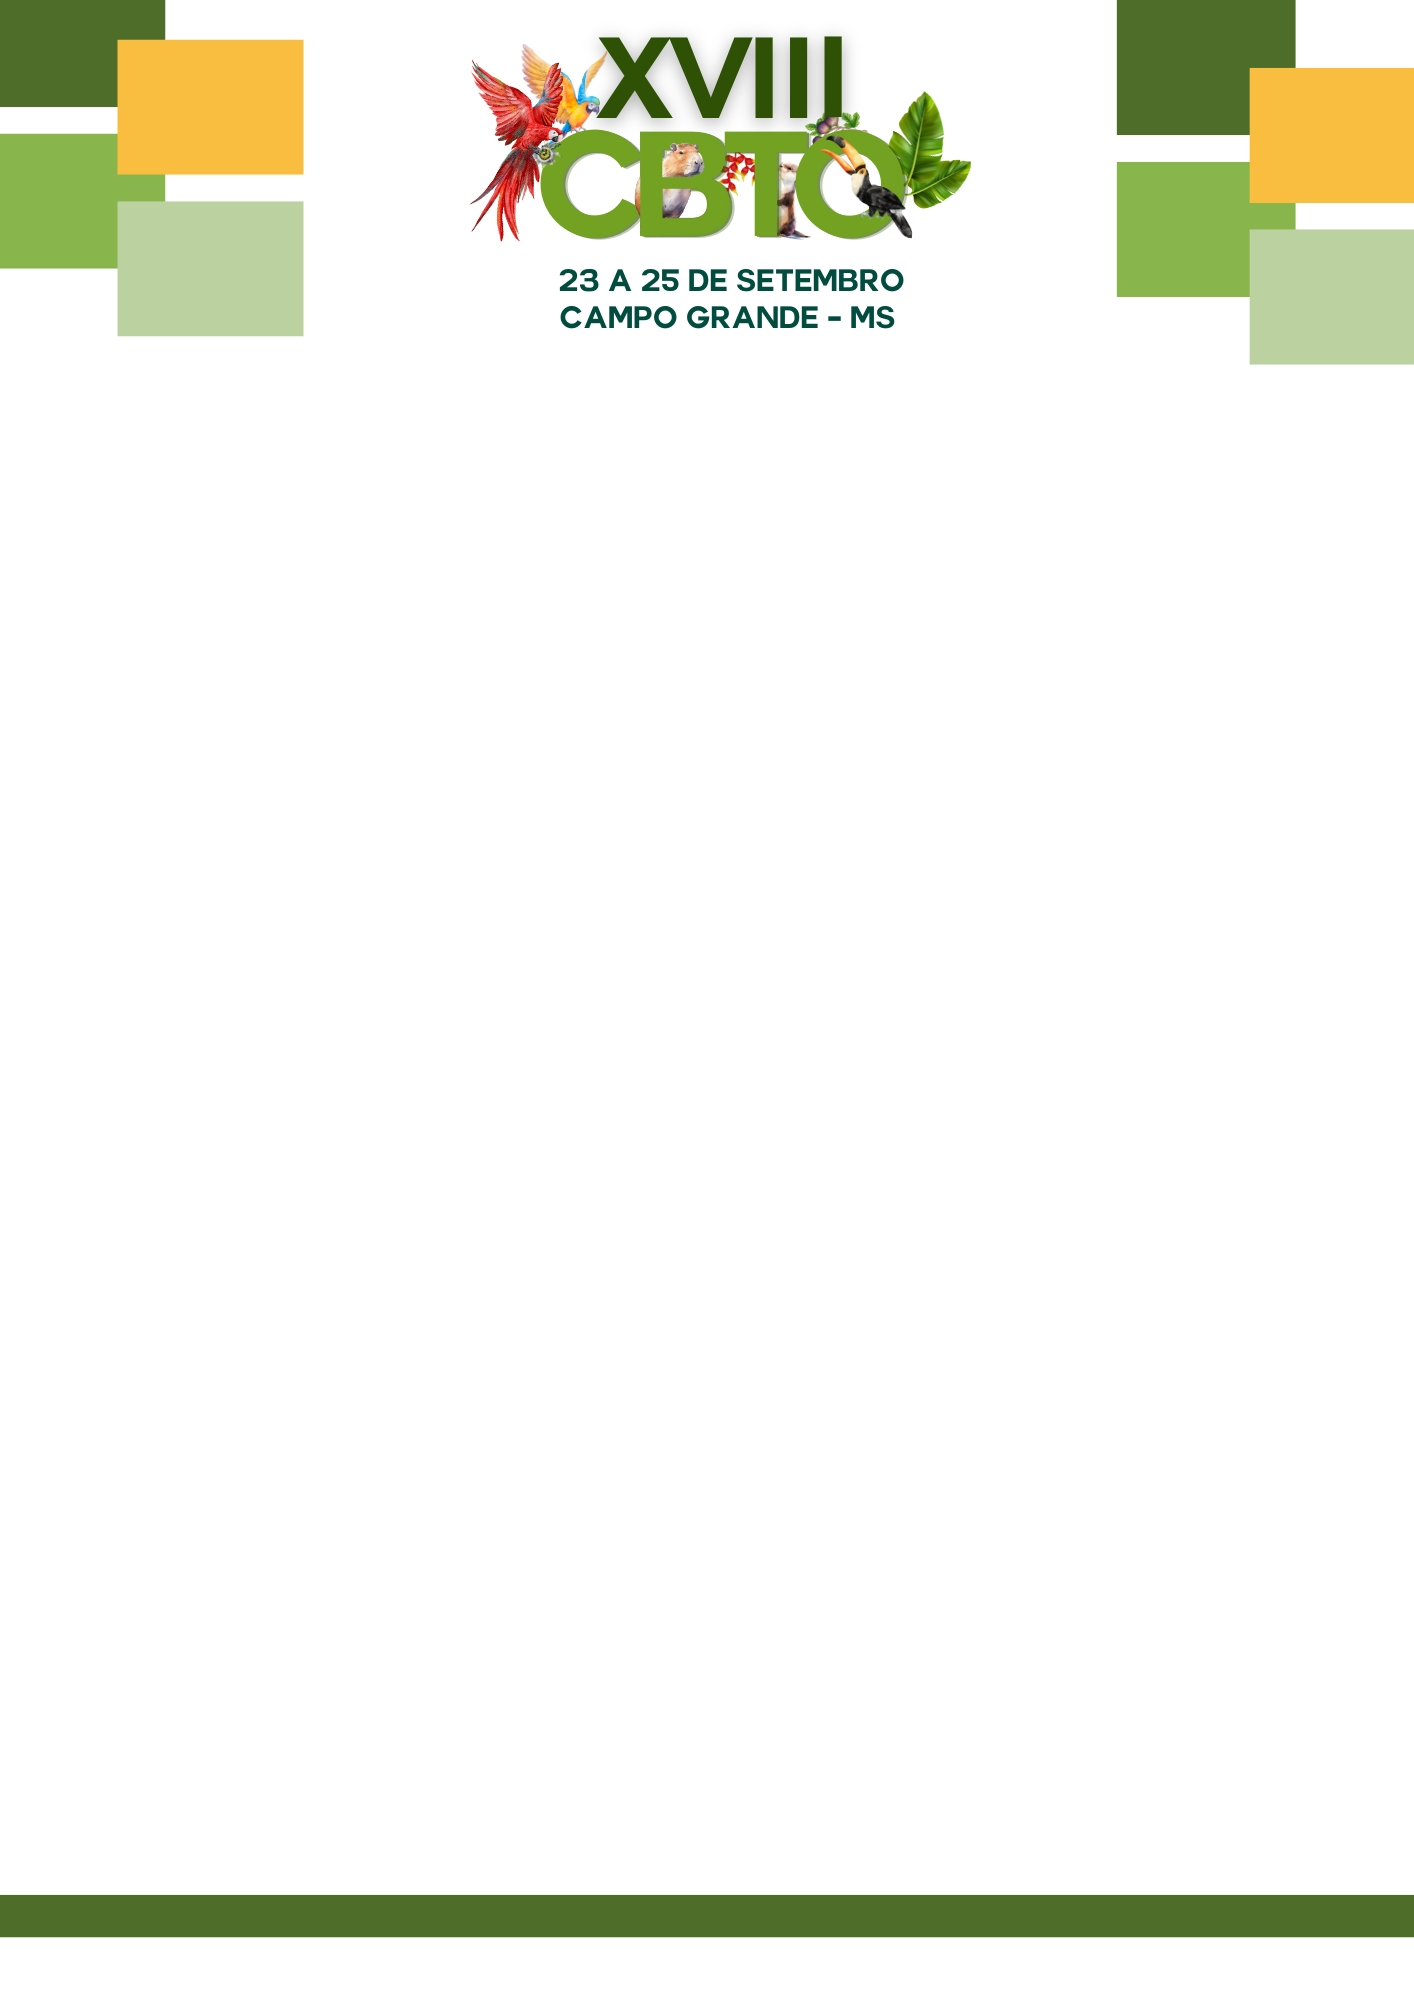 XVIII
CBTO
23 A 25 DE SETEMBRO
CAMPO GRANDE - MS